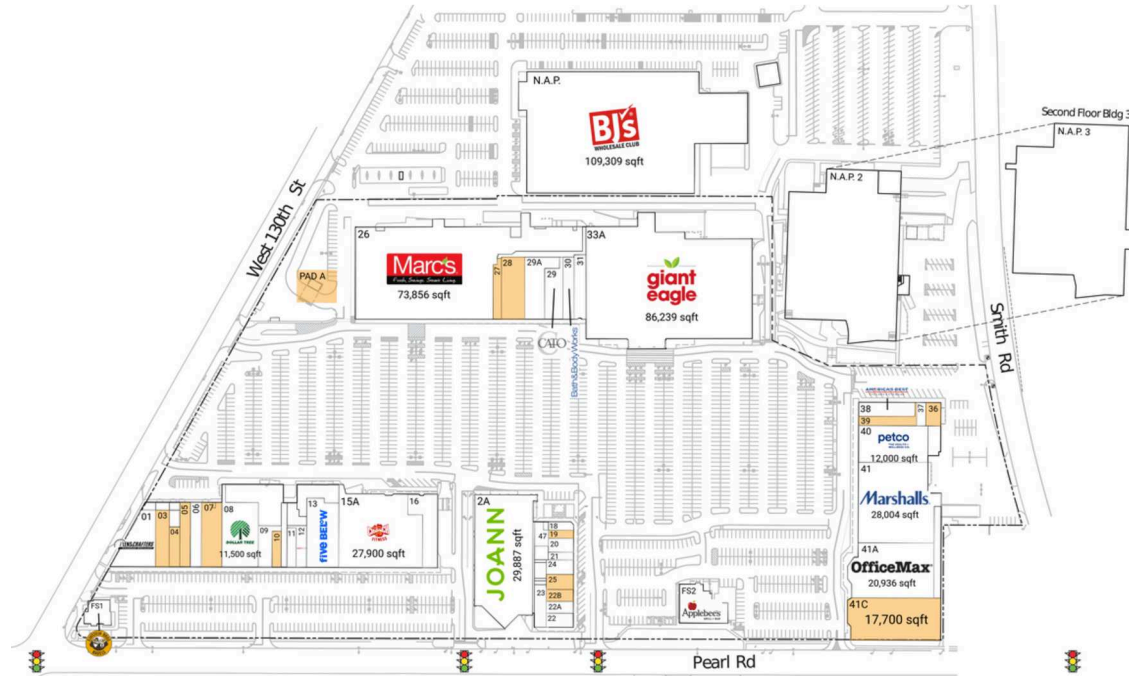 N.A.P.
BJ's
WHOLESALE CLUB
109,309 sqft
Second Floor Bldg 3
N.A.P. 3
N.A.P. 2
West 130th St
26
Marc's
73,856 sqft
27
28
29A
29
30
31
33A
giant
eagle
86,239 sqft
PAD A
CATO
Bath&BodyWorks
Smith Rd
38
37
36
39
40
petco
12,000 sqft
41
Marshalls
28,004 sqft
41A
OfficeMax
20,936 sqft
41C
17,700 sqft
01
03
04
05
06
07
08
DOLLAR TREE
11,500 sqft
09
10
11
12
13
five BELOW
15A
FITNESS
27,900 sqft
16
2A
JOANN
29,887 sqft
18
47
19
20
21
24
25
23
22B
22A
22
FS1
FS2
Applebee's
Pearl Rd